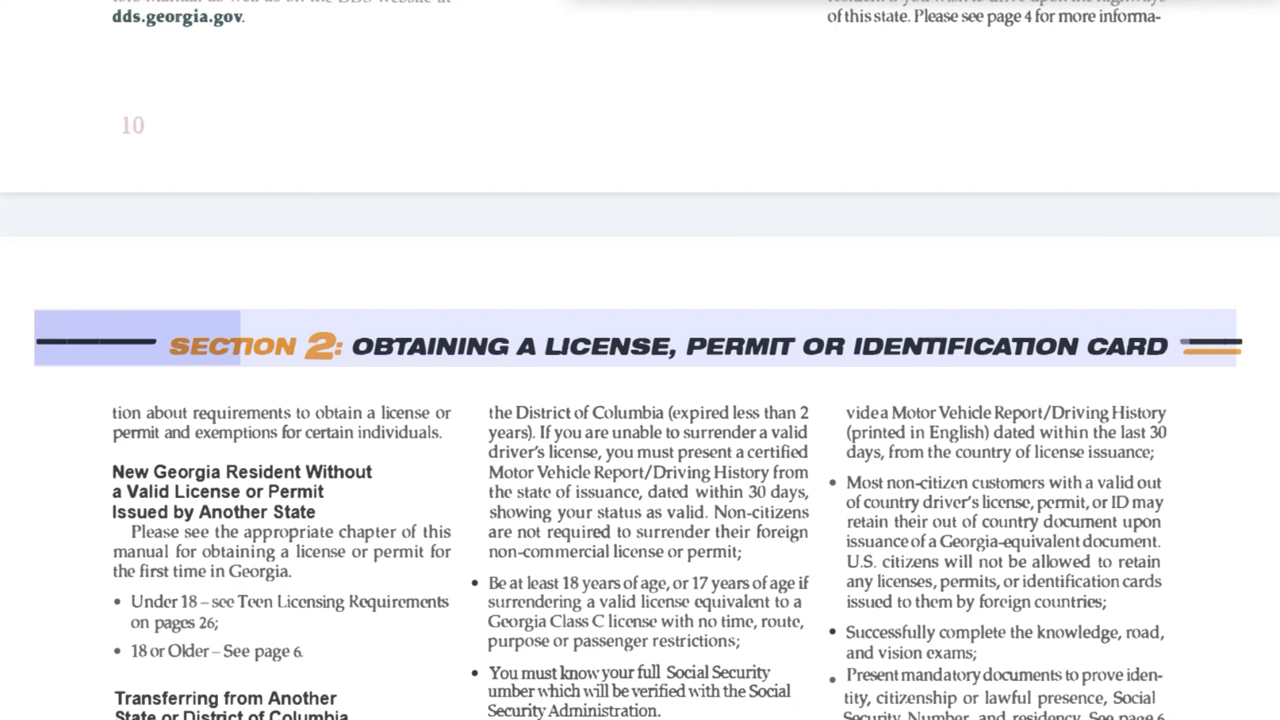 dds.georgia.gov.
of this state. Please see page 4 for more informa-
10
SECTION 2: OBTAINING A LICENSE, PERMIT OR IDENTIFICATION CARD
tion about requirements to obtain a license or
permit and exemptions for certain individuals.
New Georgia Resident Without
a Valid License or Permit
Issued by Another State
Please see the appropriate chapter of this
manual for obtaining a license or permit for
the first time in Georgia.
• Under 18 – see Teen Licensing Requirements
on pages 26;
• 18 or Older – See page 6.
Transferring from Another
State or District of Columbia
the District of Columbia (expired less than 2
years). If you are unable to surrender a valid
driver's license, you must present a certified
Motor Vehicle Report/Driving History from
the state of issuance, dated within 30 days,
showing your status as valid. Non-citizens
are not required to surrender their foreign
non-commercial license or permit;
• Be at least 18 years of age, or 17 years of age if
surrendering a valid license equivalent to a
Georgia Class C license with no time, route,
purpose or passenger restrictions;
• You must know your full Social Security
umber which will be verified with the Social
Security Administration.
vide a Motor Vehicle Report/Driving History
(printed in English) dated within the last 30
days, from the country of license issuance;
• Most non-citizen customers with a valid out
of country driver's license, permit, or ID may
retain their out of country document upon
issuance of a Georgia-equivalent document.
U.S. citizens will not be allowed to retain
any licenses, permits, or identification cards
issued to them by foreign countries;
• Successfully complete the knowledge, road,
and vision exams;
• Present mandatory documents to prove iden-
tity, citizenship or lawful presence, Social
Security Number, and residency. See page 6